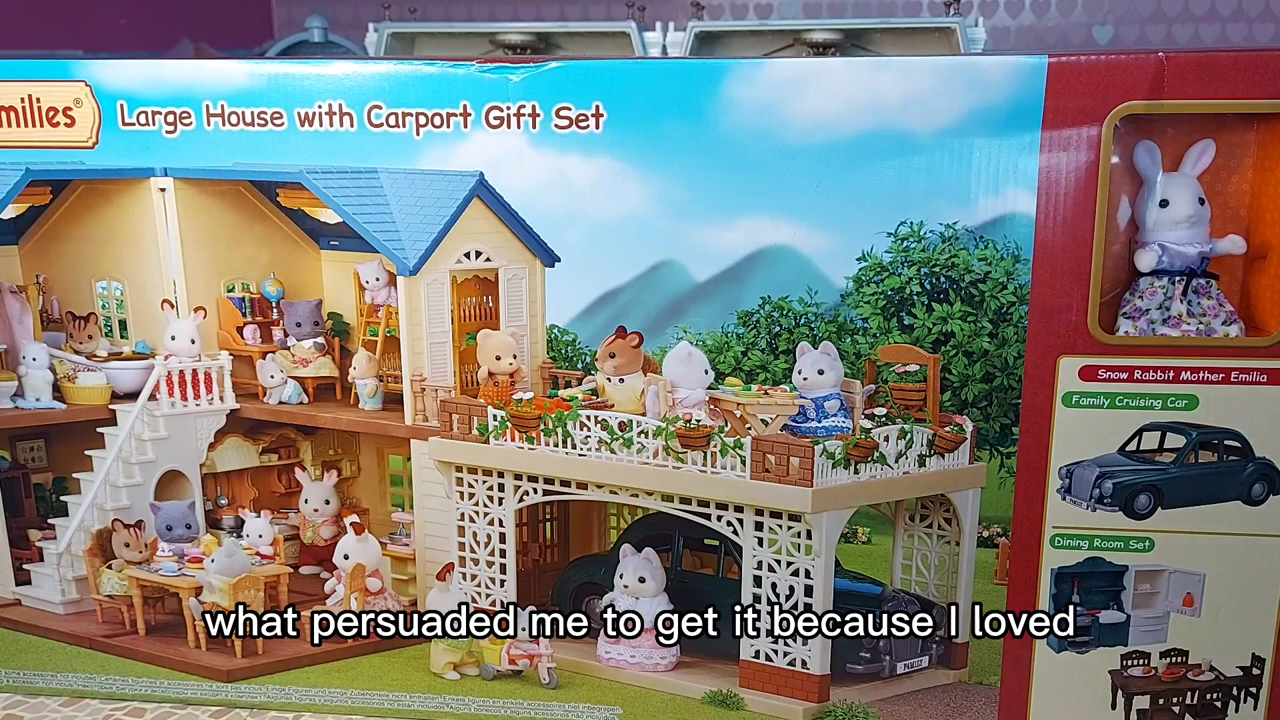 milies®
Large House with Carport Gift Set
Snow Rabbit Mother Emilia
Family Cruising Car
Dining Room Set
FAMILY
what persuaded me to get it because I loved